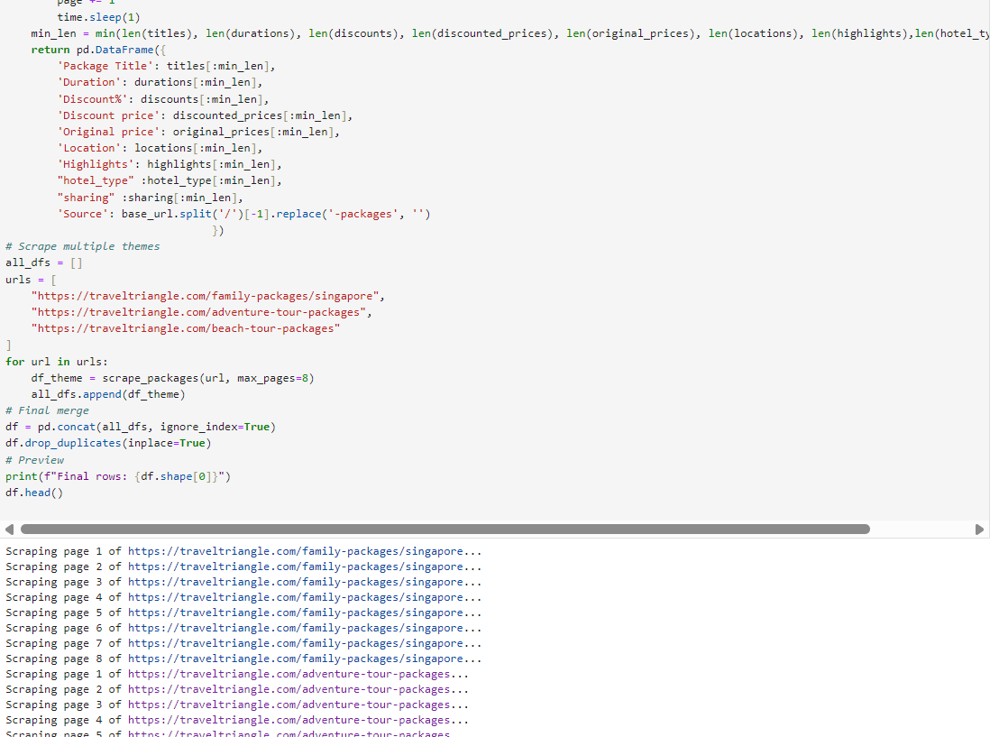 page += 1
time.sleep(1)
min_len = min(len(titles), len(durations), len(discounts), len(discounted_prices), len(original_prices), len(locations), len(highlights),len(hotel_ty
return pd.DataFrame({
'Package Title': titles[:min_len],
'Duration': durations[:min_len],
'Discount%': discounts[:min_len],
'Discount price': discounted_prices[:min_len],
'Original price': original_prices[:min_len],
'Location': locations[:min_len],
'Highlights': highlights[:min_len],
"hotel_type" :hotel_type[:min_len],
"sharing" :sharing[:min_len],
'Source': base_url.split('/')[-1].replace('-packages', '')
})
# Scrape multiple themes
all_dfs = []
urls = [
"https://traveltriangle.com/family-packages/singapore",
"https://traveltriangle.com/adventure-tour-packages",
"https://traveltriangle.com/beach-tour-packages"
]
for url in urls:
df_theme = scrape_packages(url, max_pages=8)
all_dfs.append(df_theme)
# Final merge
df = pd.concat(all_dfs, ignore_index=True)
df.drop_duplicates(inplace=True)
# Preview
print(f"Final rows: {df.shape[0]}")
df.head()
Scraping page 1 of https://traveltriangle.com/family-packages/singapore...
Scraping page 2 of https://traveltriangle.com/family-packages/singapore...
Scraping page 3 of https://traveltriangle.com/family-packages/singapore...
Scraping page 4 of https://traveltriangle.com/family-packages/singapore...
Scraping page 5 of https://traveltriangle.com/family-packages/singapore...
Scraping page 6 of https://traveltriangle.com/family-packages/singapore...
Scraping page 7 of https://traveltriangle.com/family-packages/singapore...
Scraping page 8 of https://traveltriangle.com/family-packages/singapore...
Scraping page 1 of https://traveltriangle.com/adventure-tour-packages...
Scraping page 2 of https://traveltriangle.com/adventure-tour-packages...
Scraping page 3 of https://traveltriangle.com/adventure-tour-packages...
Scraping page 4 of https://traveltriangle.com/adventure-tour-packages...
Scraping page 5 of https://traveltriangle.com/adventure-tour-packages